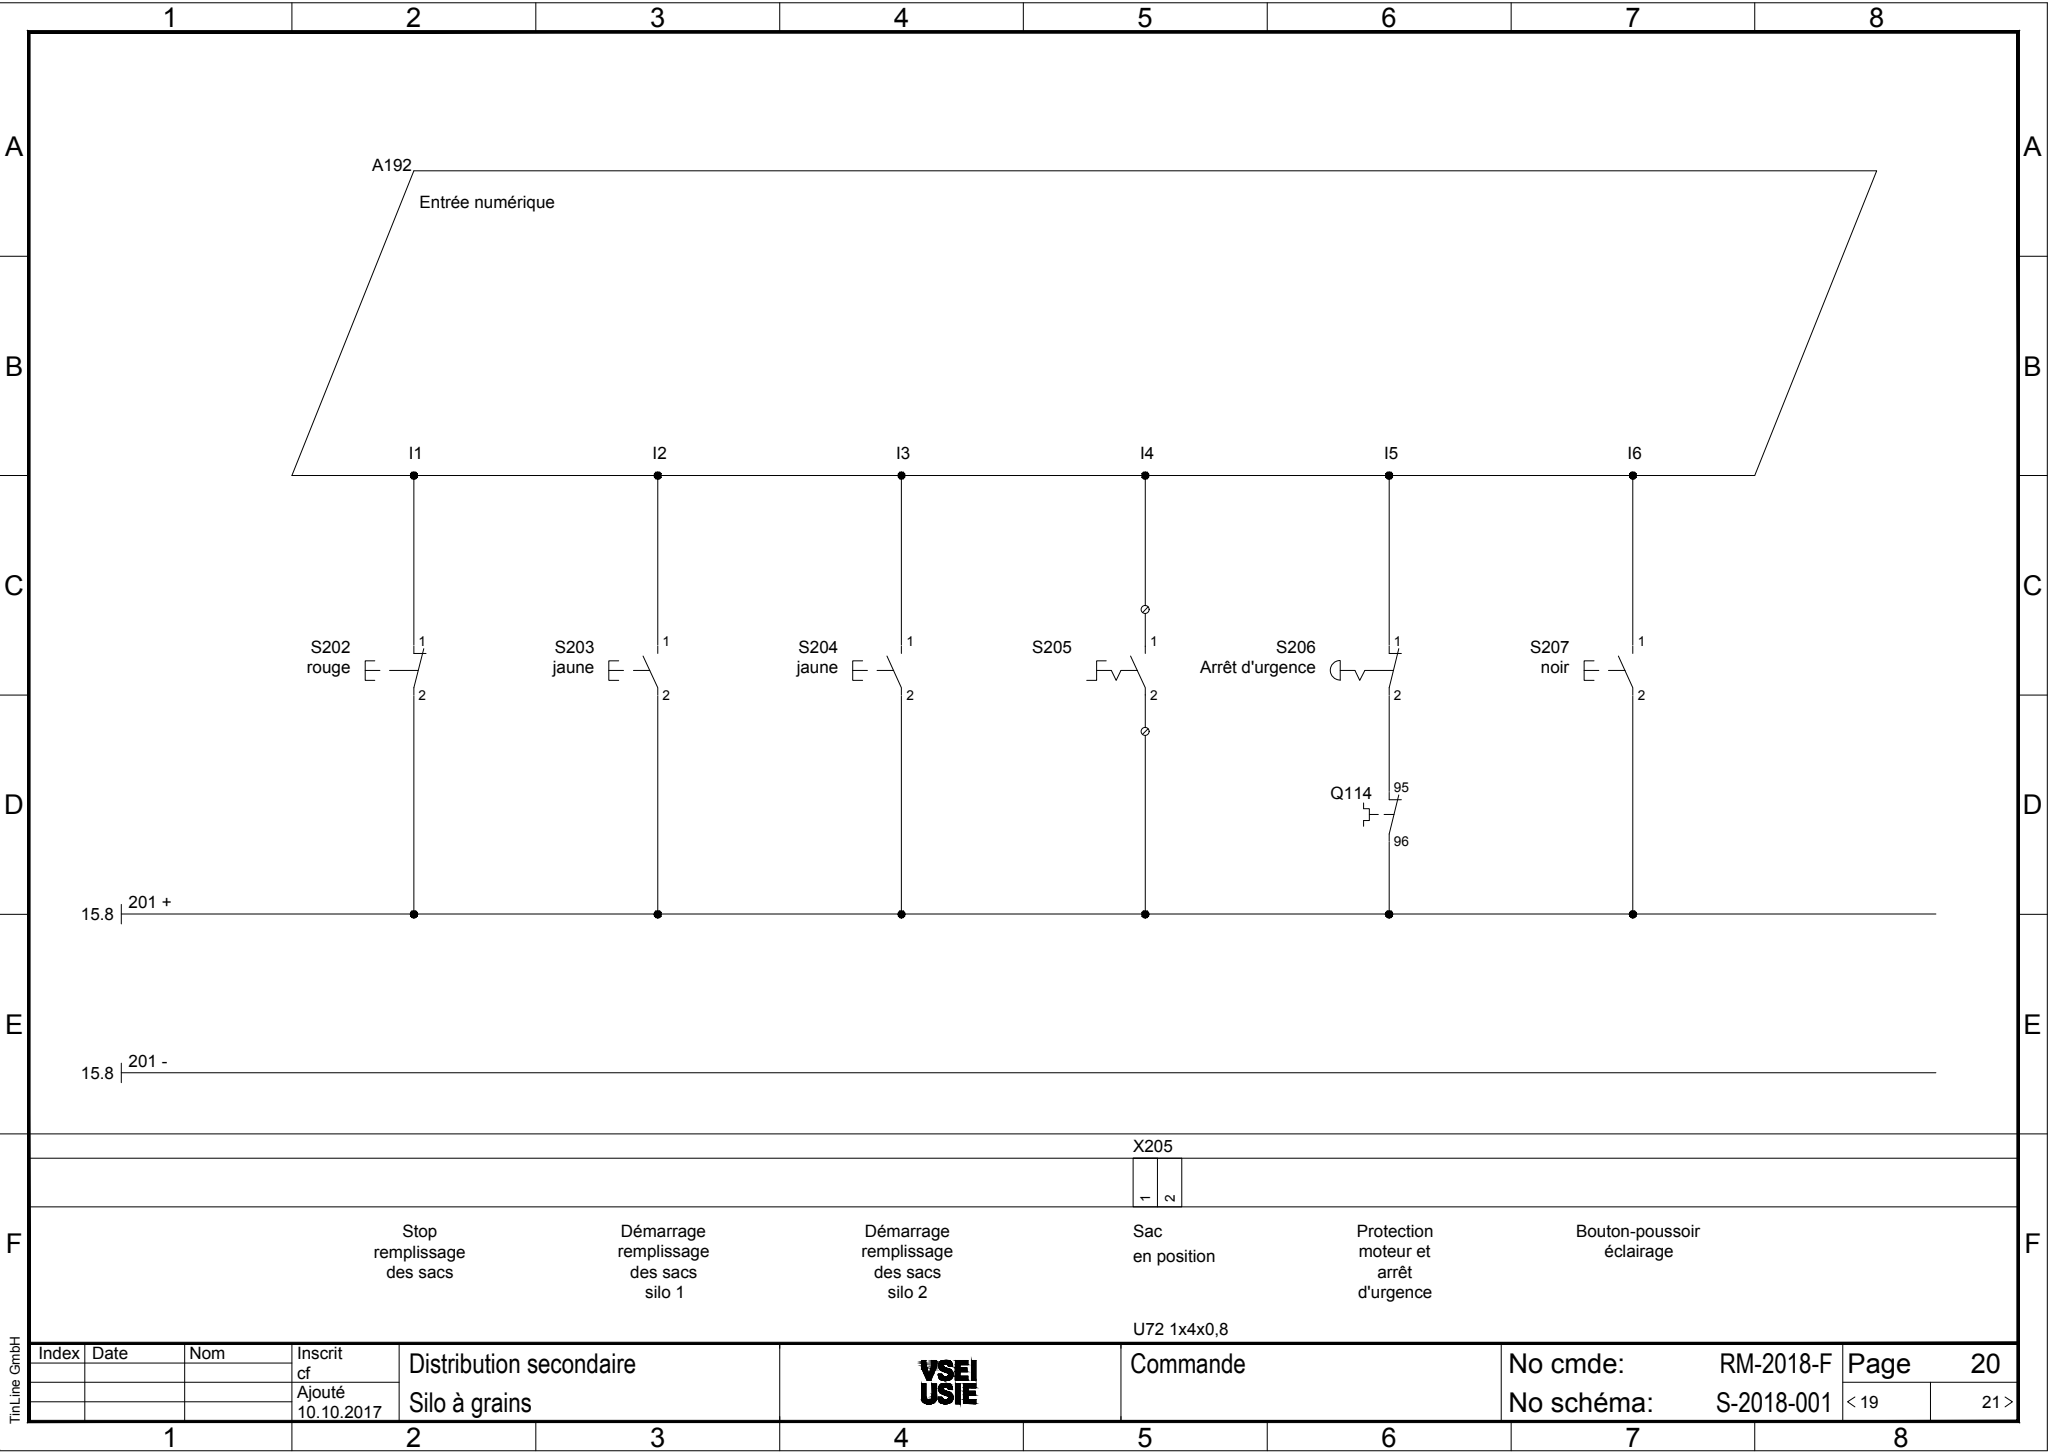 1 2 3 4 5 6 7 8
A A
A192
Entrée numérique
B B
I1 I2 I3 I4 I5 I6
C C
S202 1 S203 1 S204 1 S205 1 S206 1 S207 1
rouge jaune jaune Arrêt d'urgence noir
2 2 2 2 2 2
Q114 95
D D
96
15.8 201 +
E E
15.8 201 -
X205
1 2
F F
Stop
remplissage
des sacs
Démarrage
remplissage
des sacs
silo 1
Démarrage
remplissage
des sacs
silo 2
Sac
en position
Protection
moteur et
arrêt
d'urgence
Bouton-poussoir
éclairage
U72 1x4x0,8
TinLine GmbH
Index Date Nom Inscrit
cf
Ajouté
10.10.2017
Distribution secondaire
Silo à grains
VSEI
USIE
Commande
No cmde: RM-2018-F
No schéma: S-2018-001
Page 20
< 19 21 >
1 2 3 4 5 6 7 8